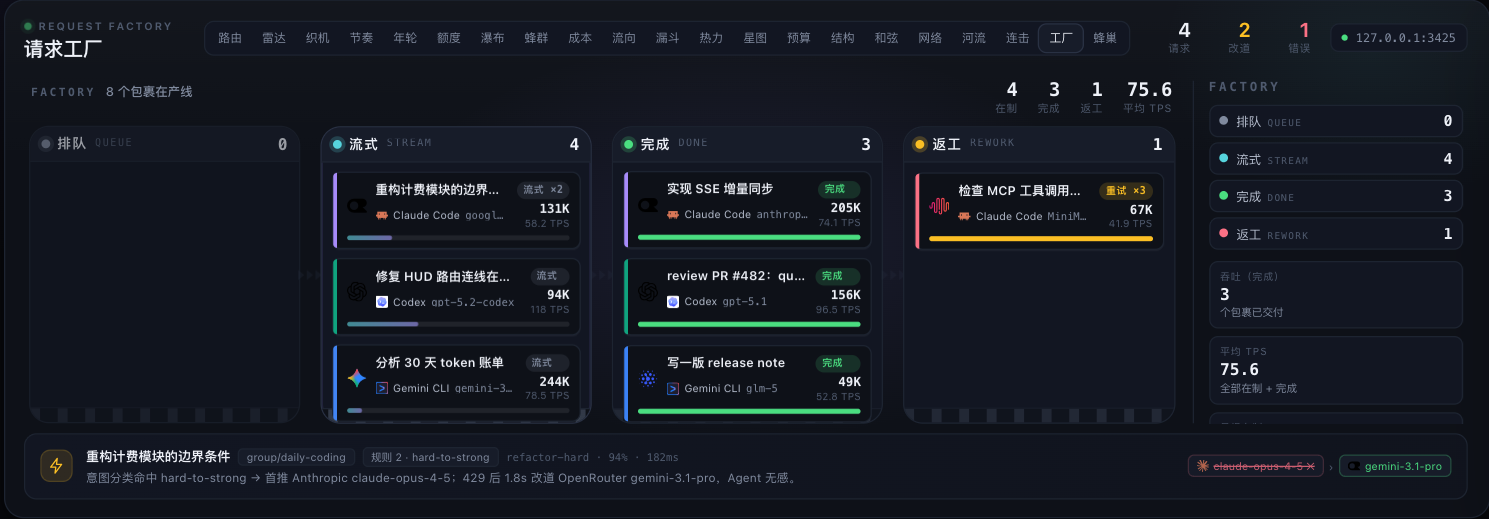 REQUEST FACTORY
请求工厂
路由 雷达 织机 节奏 年轮 额度 瀑布 蜂群 成本 流向 漏斗 热力 星图 预算 结构 和弦 网络 河流 连击 工厂 蜂巢
4 请求
2 改道
1 错误
127.0.0.1:3425
FACTORY 8 个包裹在产线
4 在制
3 完成
1 返工
75.6 平均 TPS
排队 QUEUE 0
流式 STREAM 4
重构计费模块的边界… 流式 ×2
Claude Code googl… 131K
58.2 TPS
修复 HUD 路由连线在… 流式
Codex gpt-5.2-codex 94K
118 TPS
分析 30 天 token 账单 流式
Gemini CLI gemini-3… 244K
78.5 TPS
完成 DONE 3
实现 SSE 增量同步 完成
Claude Code anthrop… 205K
74.1 TPS
review PR #482: qu… 完成
Codex gpt-5.1 156K
96.5 TPS
写一版 release note 完成
Gemini CLI glm-5 49K
52.8 TPS
返工 REWORK 1
检查 MCP 工具调用… 重试 ×3
Claude Code MiniM… 67K
41.9 TPS
FACTORY
排队 QUEUE 0
流式 STREAM 4
完成 DONE 3
返工 REWORK 1
吞吐 (完成)
3
个包裹已交付
平均 TPS
75.6
全部在制 + 完成
重构计费模块的边界条件 group/daily-coding 规则 2 · hard-to-strong refactor-hard · 94% · 182ms
意图分类命中 hard-to-strong → 首推 Anthropic claude-opus-4-5；429 后 1.8s 改道 OpenRouter gemini-3.1-pro，Agent 无感。
claude-opus-4-5 ✕ › gemini-3.1-pro